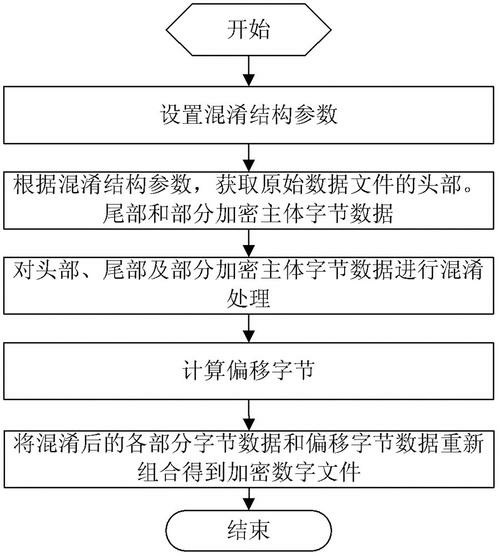 开始
设置混淆结构参数
根据混淆结构参数，获取原始数据文件的头部。
尾部和部分加密主体字节数据
对头部、尾部及部分加密主体字节数据进行混淆
处理
计算偏移字节
将混淆后的各部分字节数据和偏移字节数据重新
组合得到加密数字文件
结束